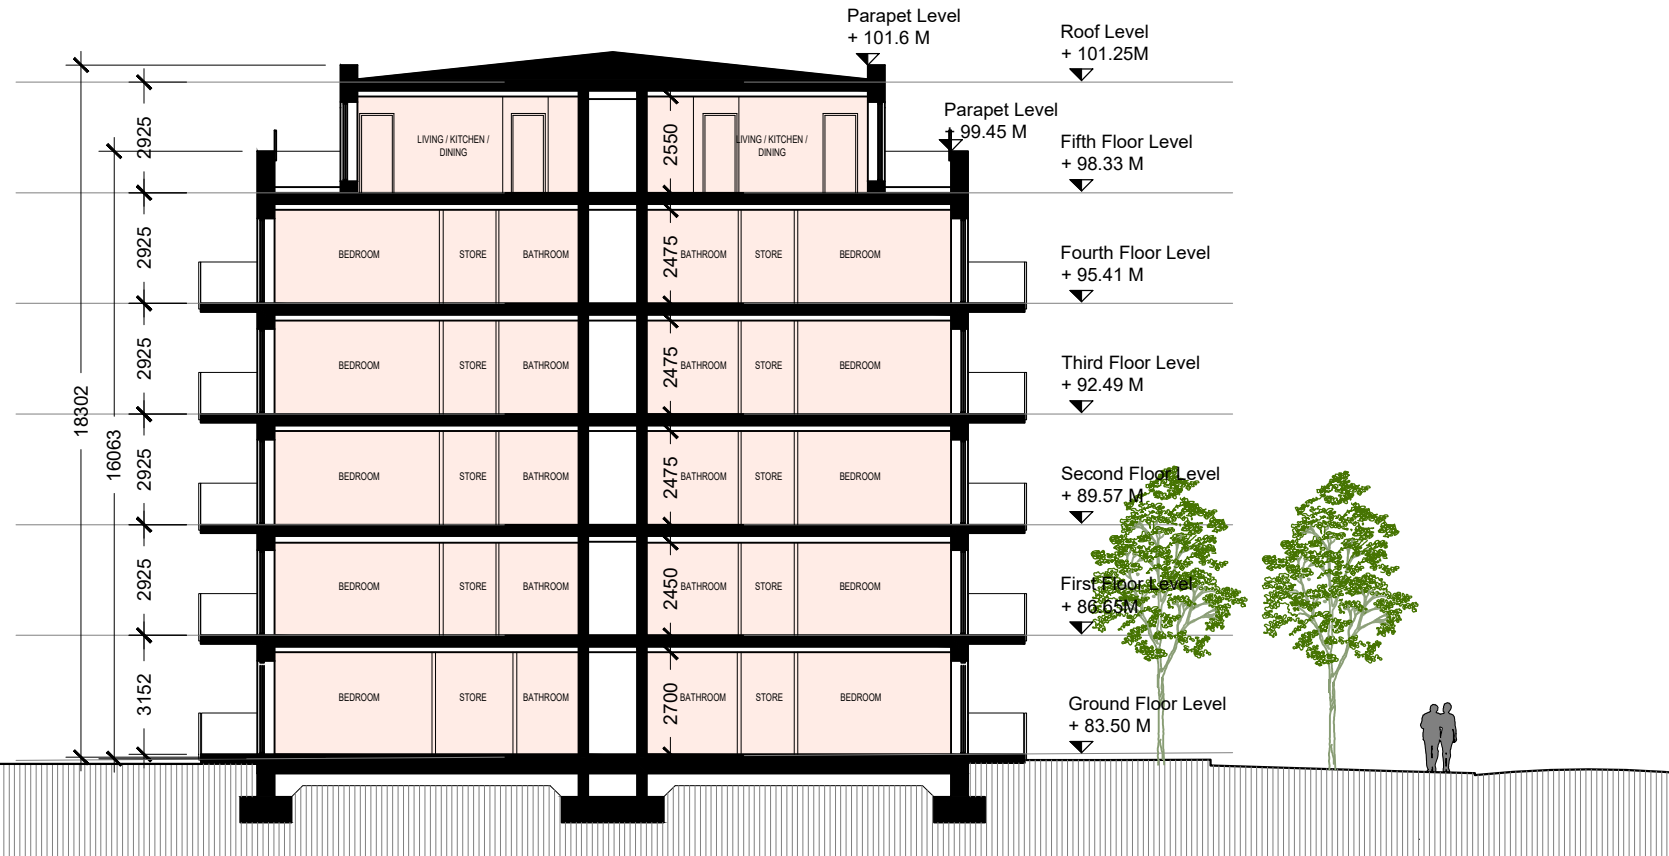 Parapet Level
+ 101.6 M
Roof Level
+ 101.25M
Parapet Level
+ 99.45 M
Fifth Floor Level
+ 98.33 M
2925
LIVING / KITCHEN /
DINING
2550
LIVING / KITCHEN /
DINING
Fourth Floor Level
+ 95.41 M
2925
BEDROOM
STORE
BATHROOM
2475
BATHROOM
STORE
BEDROOM
Third Floor Level
+ 92.49 M
2925
BEDROOM
STORE
BATHROOM
2475
BATHROOM
STORE
BEDROOM
18302
16063
Second Floor Level
+ 89.57 M
2925
BEDROOM
STORE
BATHROOM
2475
BATHROOM
STORE
BEDROOM
First Floor Level
+ 86.65M
2925
BEDROOM
STORE
BATHROOM
2450
BATHROOM
STORE
BEDROOM
Ground Floor Level
+ 83.50 M
3152
BEDROOM
STORE
BATHROOM
2700
BATHROOM
STORE
BEDROOM